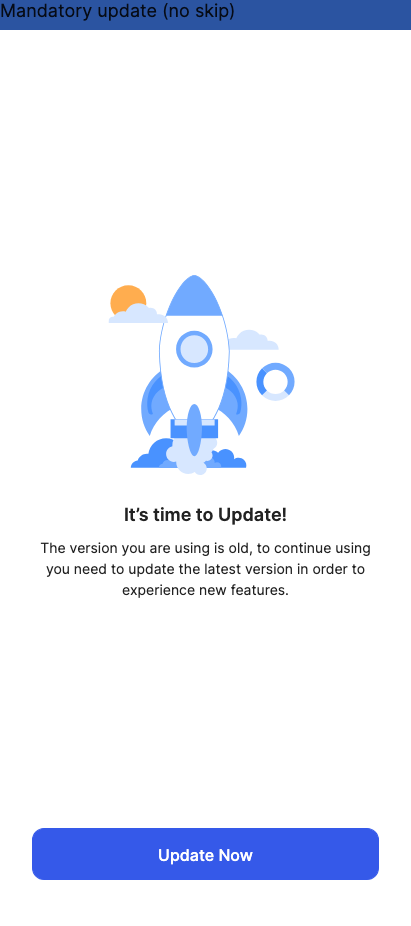 Mandatory update (no skip)
It’s time to Update!
The version you are using is old, to continue using
you need to update the latest version in order to
experience new features.
Update Now